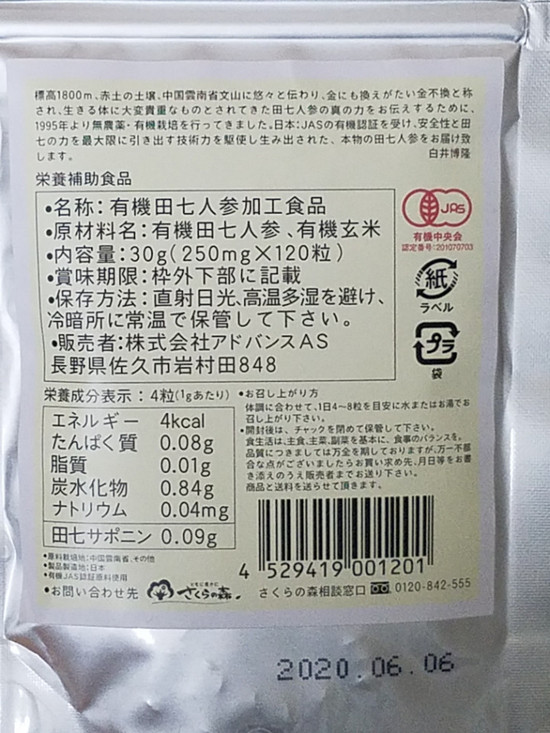 標高1800m、赤土の土壌、中国雲南省文山に悠々と伝わり、金にも換えがたい金不換と称
され、生きる体に大変貴重なものとされてきた田七人参の真の力をお伝えするために、
1995年より無農薬・有機栽培を行ってきました。日本:JASの有機認証を受け、安全性と田
七の力を最大限に引き出す技術力を駆使し生み出された、本物の田七人参をお届け致
します。 白井博隆
栄養補助食品
•名称:有機田七人参加工食品
•原材料名:有機田七人参、有機玄米
•内容量:30g(250mg×120粒)
•賞味期限:枠外下部に記載
•保存方法:直射日光、高温多湿を避け、
冷暗所に常温で保管して下さい。
•販売者:株式会社アドバンスAS
長野県佐久市岩村田848
JAS
有機中央会
認定番号:201070703
紙
ラベル
プラ
袋
栄養成分表示:4粒(1gあたり)
エネルギー 4kcal
たんぱく質 0.08g
脂質 0.01g
炭水化物 0.84g
ナトリウム 0.04mg
田七サポニン 0.09g
•お召し上がり方
体調に合わせて、1日4〜8粒を目安に水またはお湯でお
召し上がり下さい。
•開封後は、チャックを閉めて保管して下さい。
食生活は、主食、主菜、副菜を基本に、食事のバランスを。
品質につきましては万全を期しておりますが、万一不都
合な点がございましたらお買い求め先、月日等をお書
き添えのうえ販売者までお送り下さい。
商品と送料を送らせて頂きます。
•原料栽培地:中国雲南省、その他
•製品製造地:日本
•有機JAS認証原料使用
•お問い合わせ先 さくらの森
4 529419 001201
さくらの森相談窓口 0120-842-555
2020.06.06